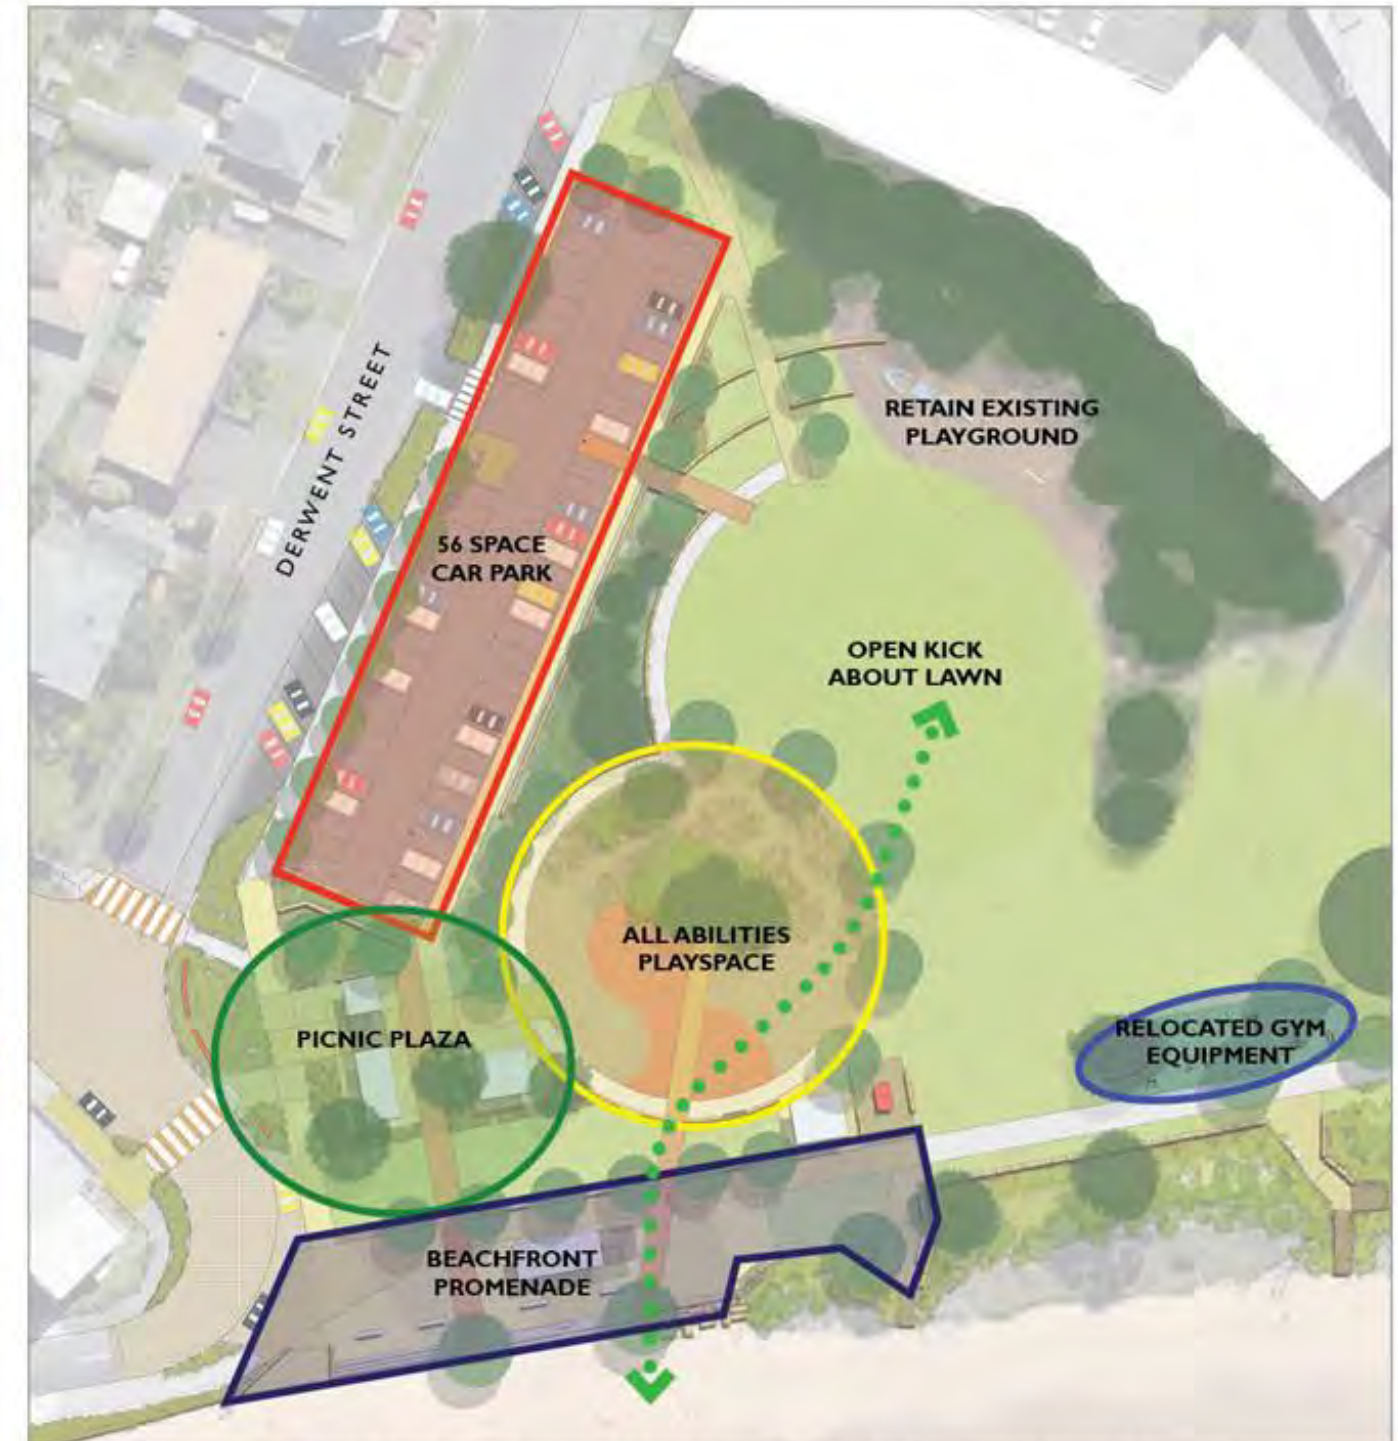 RETAIN EXISTING
PLAYGROUND
DERWENT STREET
56 SPACE
CAR PARK
OPEN KICK
ABOUT LAWN
ALL ABILITIES
PLAYSPACE
PICNIC PLAZA
RELOCATED GYM
EQUIPMENT
BEACHFRONT
PROMENADE